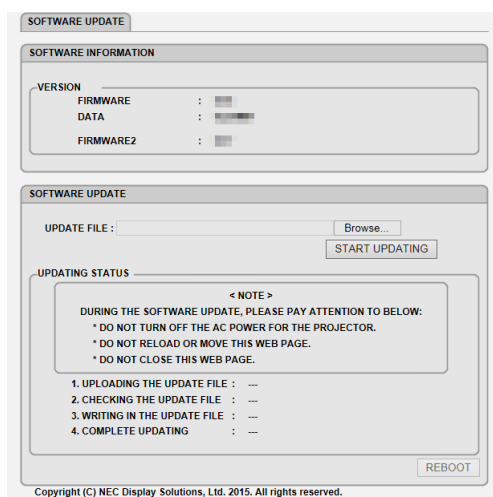 SOFTWARE UPDATE
SOFTWARE INFORMATION
VERSION
FIRMWARE :
DATA :
FIRMWARE2 :
SOFTWARE UPDATE
UPDATE FILE : Browse...
START UPDATING
UPDATING STATUS
< NOTE >
DURING THE SOFTWARE UPDATE, PLEASE PAY ATTENTION TO BELOW:
* DO NOT TURN OFF THE AC POWER FOR THE PROJECTOR.
* DO NOT RELOAD OR MOVE THIS WEB PAGE.
* DO NOT CLOSE THIS WEB PAGE.
1. UPLOADING THE UPDATE FILE : ---
2. CHECKING THE UPDATE FILE : ---
3. WRITING IN THE UPDATE FILE : ---
4. COMPLETE UPDATING : ---
REBOOT
Copyright (C) NEC Display Solutions, Ltd. 2015. All rights reserved.